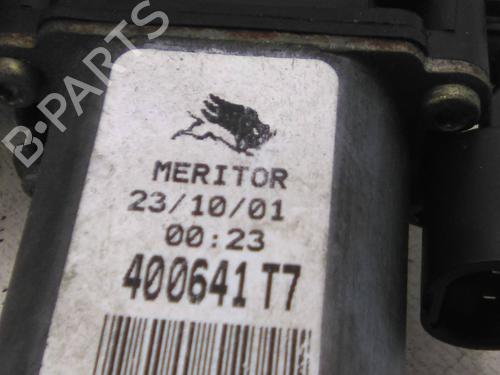 B-PARTS
MERITOR
23/10/01
00:23
400641 T7